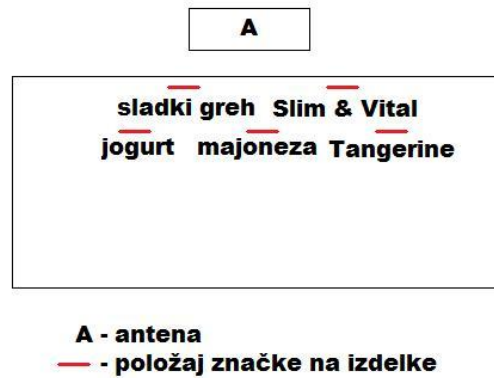 A
sladki greh Slim & Vital
jogurt majoneza Tangerine
A - antena
- položaj značke na izdelke